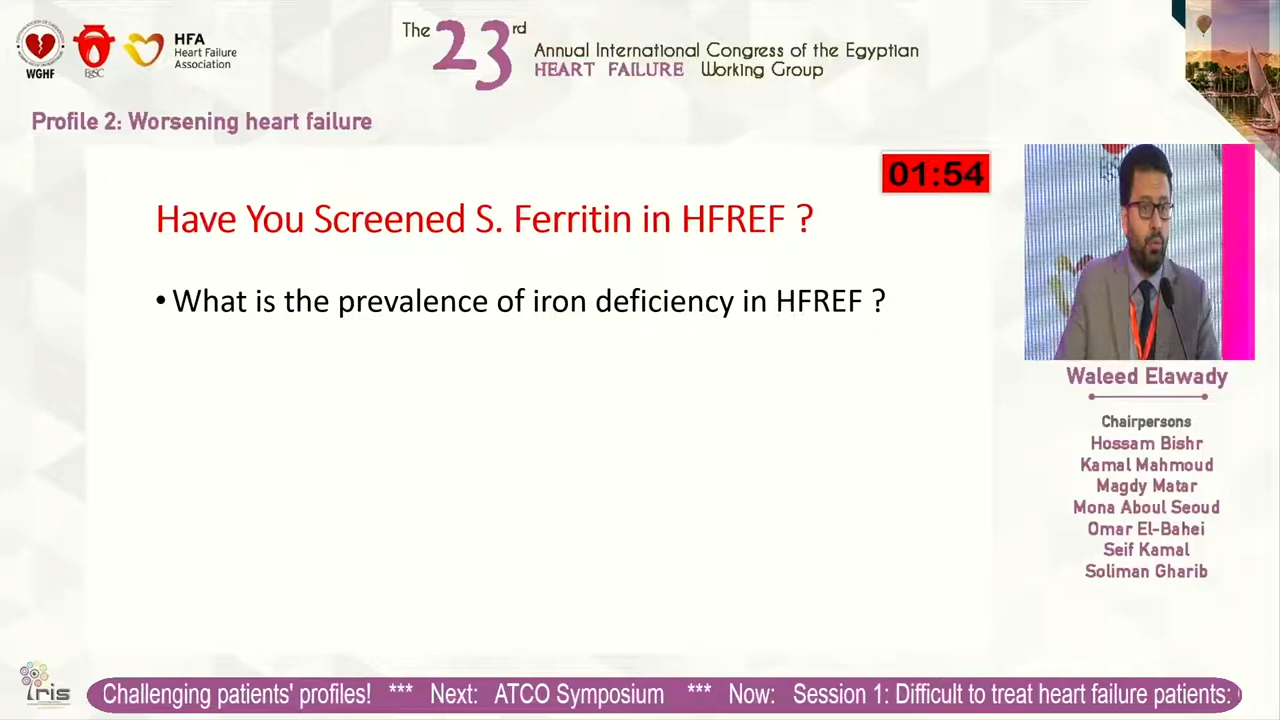 WGHF
EgSC
HFA
Heart Failure
Association
The 23rd
Annual International Congress of the Egyptian
HEART FAILURE Working Group
Profile 2: Worsening heart failure
01:54
Have You Screened S. Ferritin in HFREF ?
• What is the prevalence of iron deficiency in HFREF ?
Waleed Elawady
Chairpersons
Hossam Bishr
Kamal Mahmoud
Magdy Matar
Mona Aboul Seoud
Omar El-Bahei
Seif Kamal
Soliman Gharib
iris
Challenging patients' profiles! *** Next: ATCO Symposium *** Now: Session 1: Difficult to treat heart failure patients: